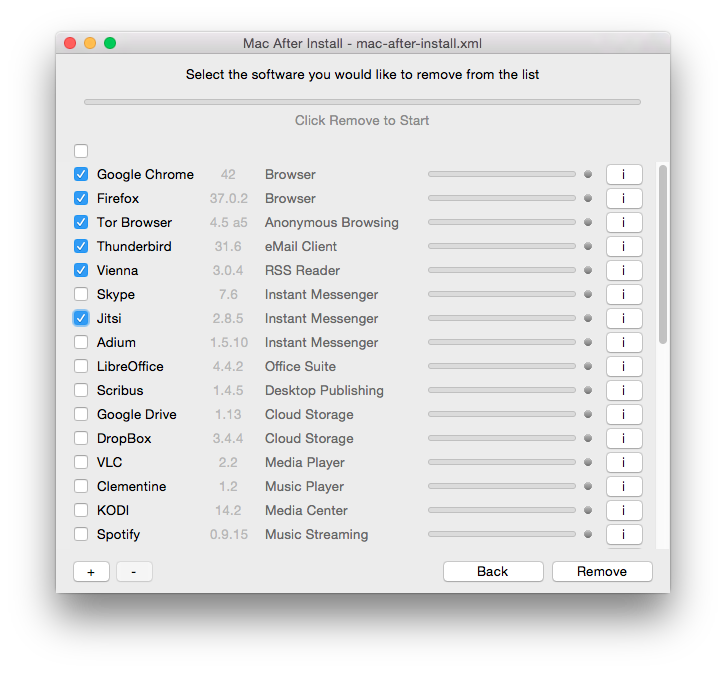 Mac After Install - mac-after-install.xml
Select the software you would like to remove from the list
Click Remove to Start
Google Chrome 42 Browser i
Firefox 37.0.2 Browser i
Tor Browser 4.5 a5 Anonymous Browsing i
Thunderbird 31.6 eMail Client i
Vienna 3.0.4 RSS Reader i
Skype 7.6 Instant Messenger i
Jitsi 2.8.5 Instant Messenger i
Adium 1.5.10 Instant Messenger i
LibreOffice 4.4.2 Office Suite i
Scribus 1.4.5 Desktop Publishing i
Google Drive 1.13 Cloud Storage i
DropBox 3.4.4 Cloud Storage i
VLC 2.2 Media Player i
Clementine 1.2 Music Player i
KODI 14.2 Media Center i
Spotify 0.9.15 Music Streaming i
+ - Back Remove